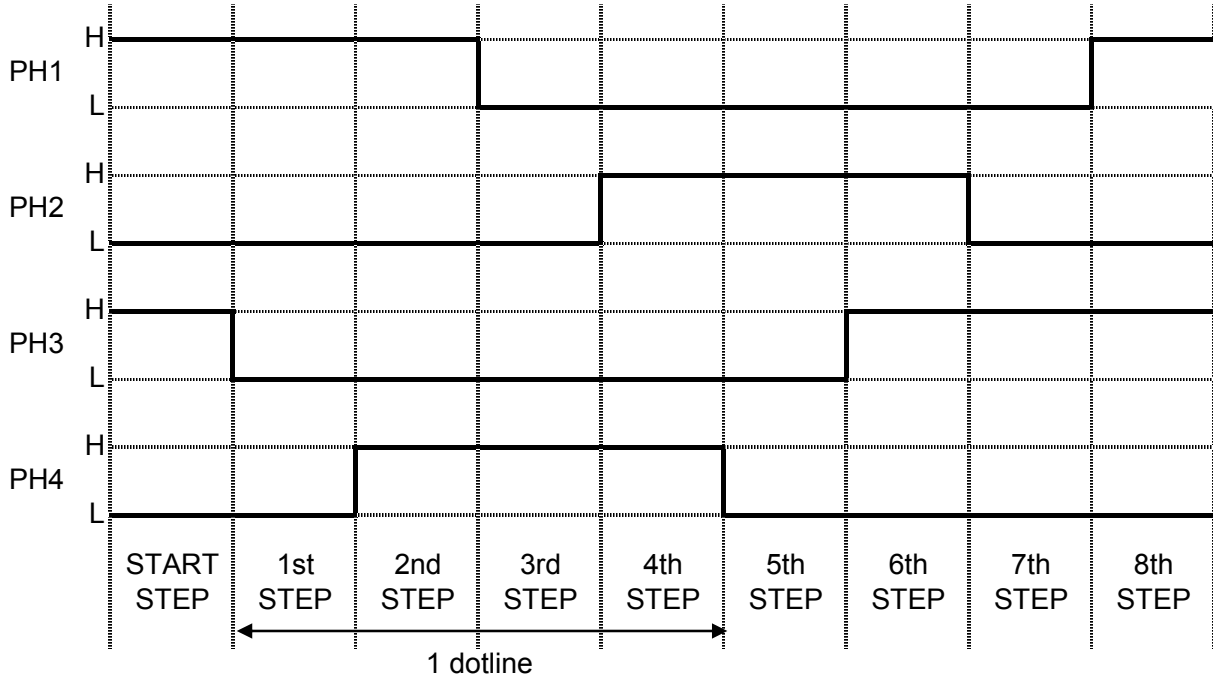 H
PH1
L
H
PH2
L
H
PH3
L
H
PH4
L
START STEP
1st STEP
2nd STEP
3rd STEP
4th STEP
5th STEP
6th STEP
7th STEP
8th STEP
1 dotline